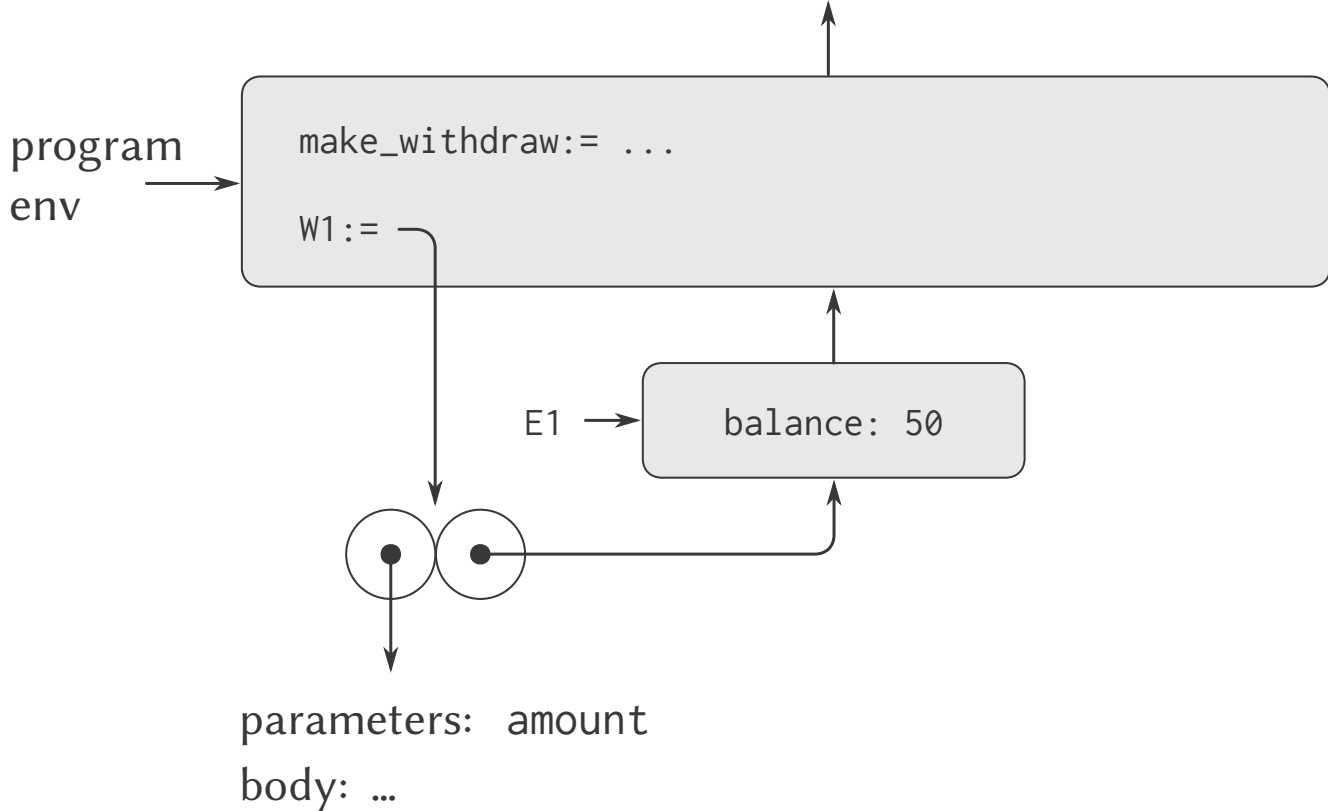 program
env
make_withdraw:= ...
W1:=
E1
balance: 50
parameters: amount
body: …